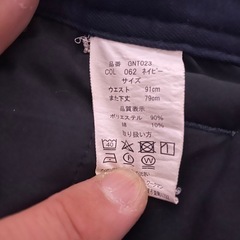 品番 GNT023
COL 062 ネイビー
サイズ
ウエスト 91cm
また下丈 79cm
品質表示
ポリエステル 90%
綿 10%
取り扱い方
40